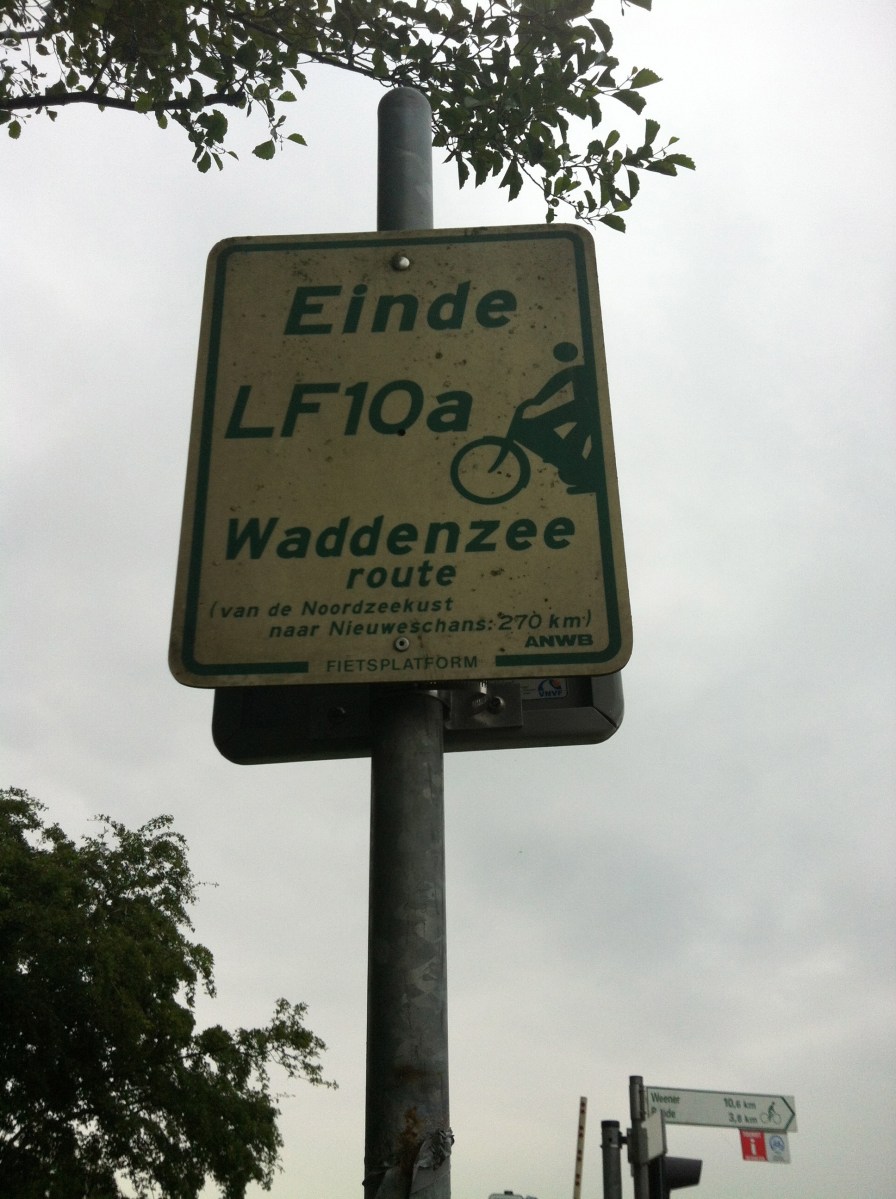 Einde
LF10a
Waddenzee
route
(van de Noordzeekust
naar Nieuweschans: 270 km)
ANWB
FIETSPLATFORM
Weener 10,6 km
3,8 km
i